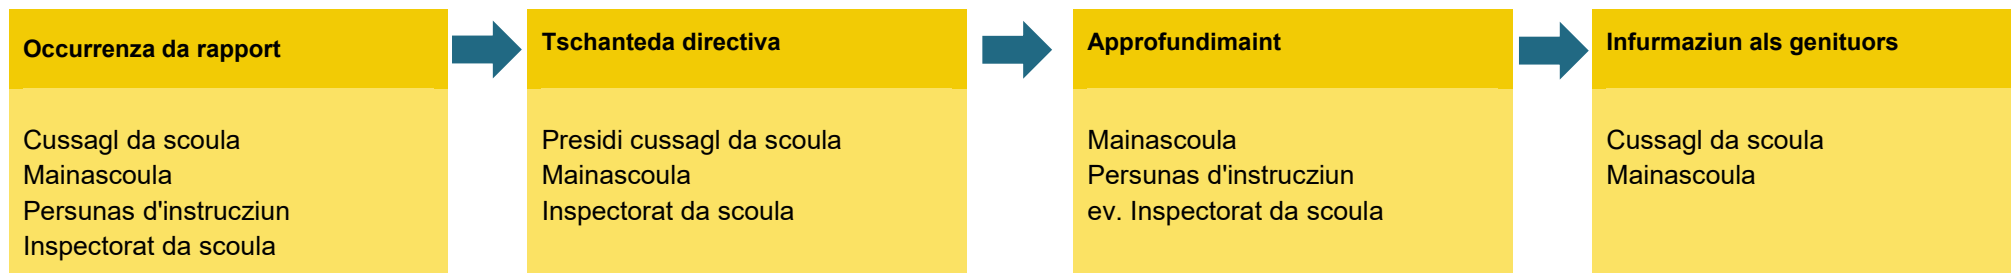 Occurrenza da rapport
Cussagl da scoula
Mainascoula
Persunas d'instrucziun
Inspectorat da scoula
Tschanteda directiva
Presidi cussagl da scoula
Mainascoula
Inspectorat da scoula
Approfundimaint
Mainascoula
Persunas d'instrucziun
ev. Inspectorat da scoula
Infurmaziun als genituors
Cussagl da scoula
Mainascoula